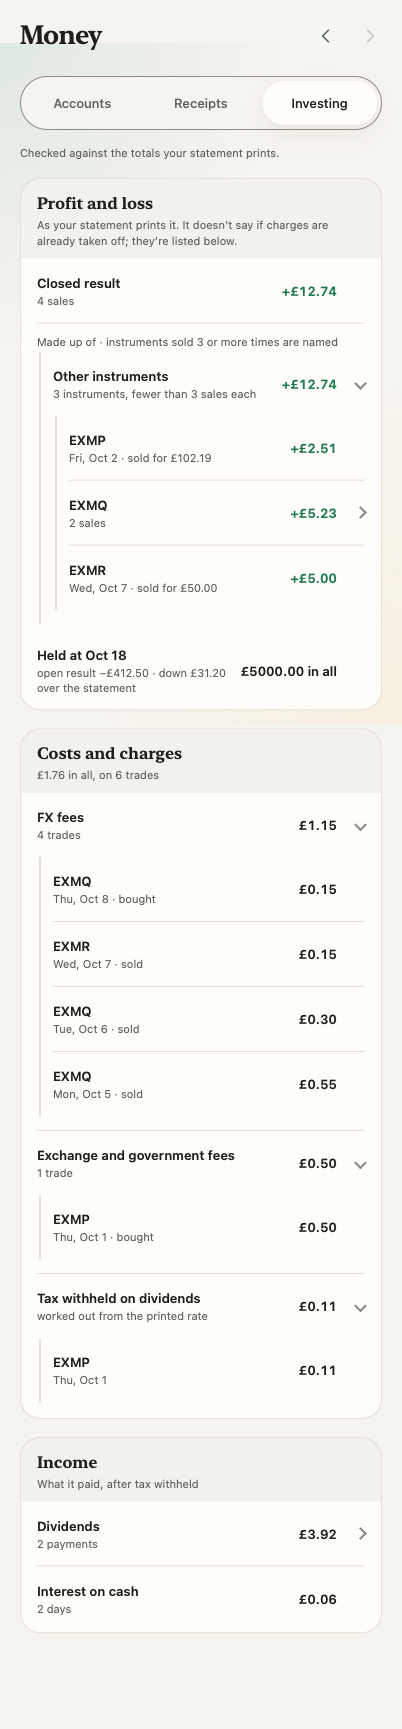 Money
Accounts
Receipts
Investing
Checked against the totals your statement prints.
Profit and loss
As your statement prints it. It doesn’t say if charges are
already taken off; they’re listed below.
Closed result
+£12.74
4 sales
Made up of · instruments sold 3 or more times are named
Other instruments
+£12.74
3 instruments, fewer than 3 sales each
EXMP
+£2.51
Fri, Oct 2 · sold for £102.19
EXMQ
+£5.23
2 sales
EXMR
+£5.00
Wed, Oct 7 · sold for £50.00
Held at Oct 18
open result −£412.50 · down £31.20
over the statement
£5000.00 in all
Costs and charges
£1.76 in all, on 6 trades
FX fees
£1.15
4 trades
EXMQ
£0.15
Thu, Oct 8 · bought
EXMR
£0.15
Wed, Oct 7 · sold
EXMQ
£0.30
Tue, Oct 6 · sold
EXMQ
£0.55
Mon, Oct 5 · sold
Exchange and government fees
£0.50
1 trade
EXMP
£0.50
Thu, Oct 1 · bought
Tax withheld on dividends
£0.11
worked out from the printed rate
EXMP
£0.11
Thu, Oct 1
Income
What it paid, after tax withheld
Dividends
£3.92
2 payments
Interest on cash
£0.06
2 days